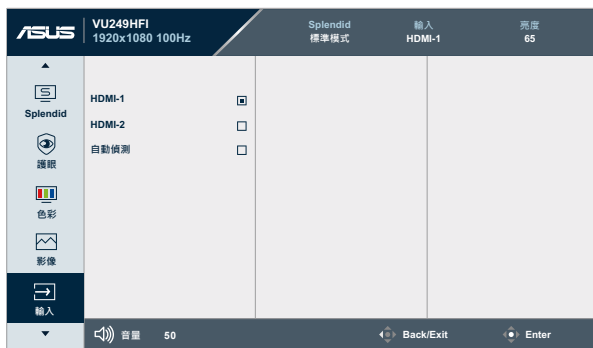 ASUS
VU249HFI
1920x1080 100Hz
Splendid
標準模式
輸入
HDMI-1
亮度
65
S
Splendid
護眼
色彩
影像
輸入
HDMI-1
HDMI-2
自動偵測
音量 50
Back/Exit
Enter